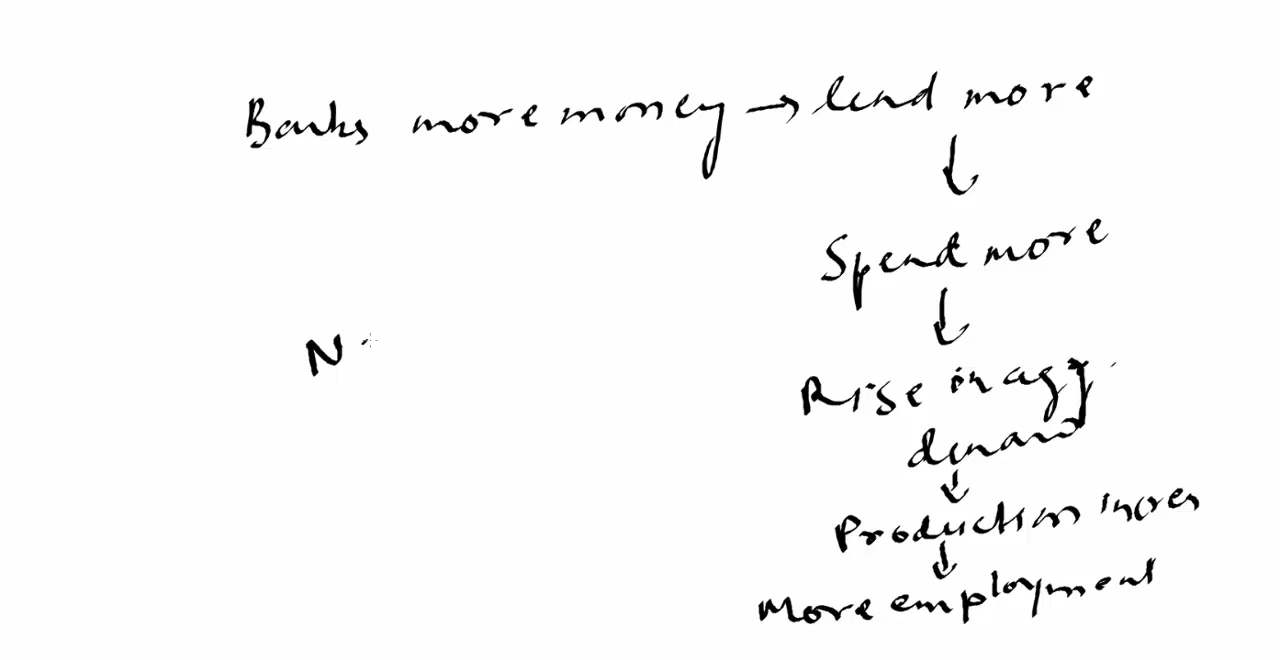 Banks more money → lend more
↓
Spend more
↓
N
Rise in agg.
demand
↓
Production incres
↓
More employment